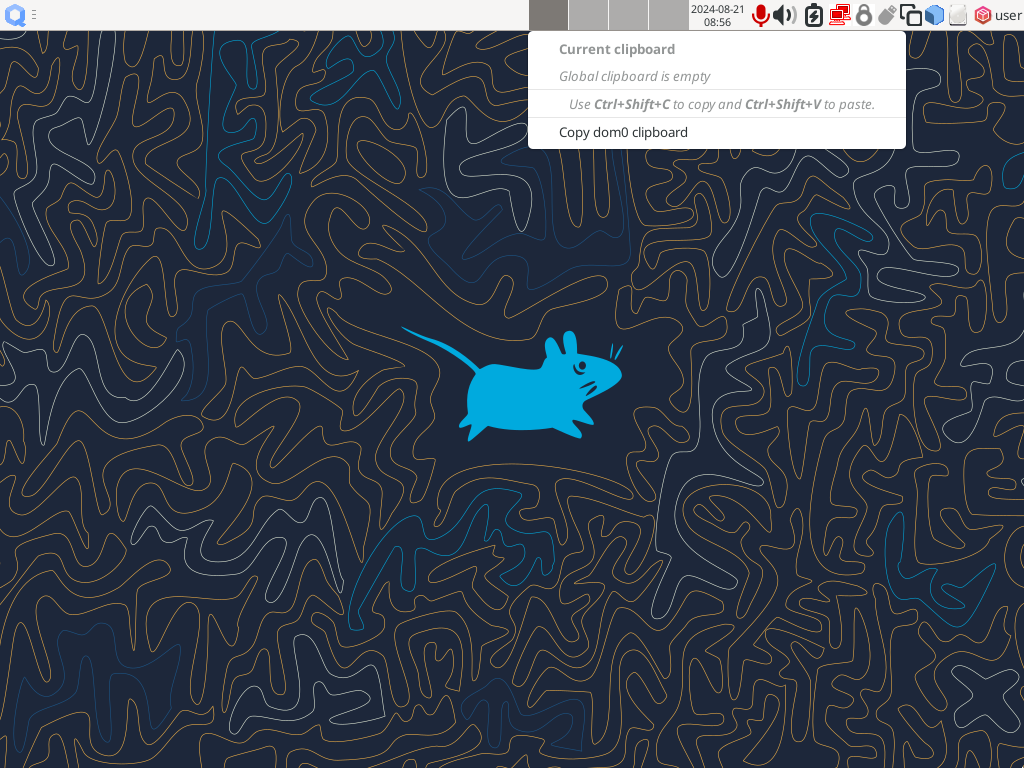 2024-08-21
08:56
user
Current clipboard
Global clipboard is empty
Use Ctrl+Shift+C to copy and Ctrl+Shift+V to paste.
Copy dom0 clipboard